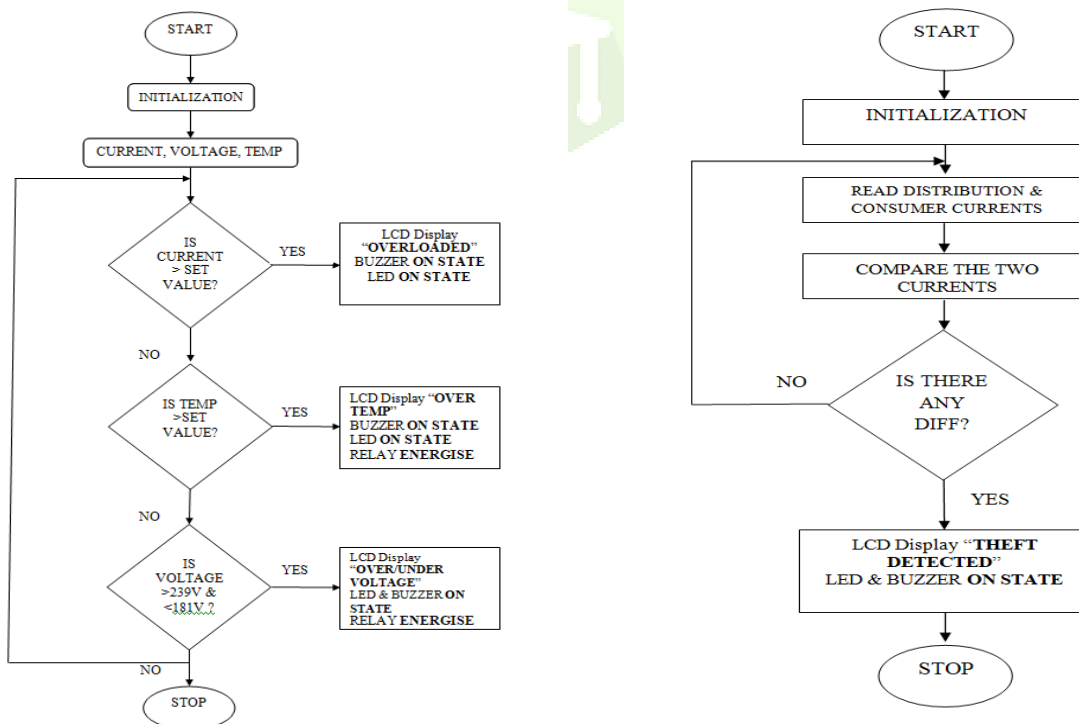 START
INITIALIZATION
CURRENT, VOLTAGE, TEMP
IS
CURRENT
> SET
VALUE?
YES
LCD Display
“OVERLOADED”
BUZZER ON STATE
LED ON STATE
NO
IS TEMP
>SET
VALUE?
YES
LCD Display “OVER
TEMP”
BUZZER ON STATE
LED ON STATE
RELAY ENERGISE
NO
IS
VOLTAGE
>239V &
<181V ?
YES
LCD Display
“OVER/UNDER
VOLTAGE”
LED & BUZZER ON
STATE
RELAY ENERGISE
NO
STOP
START
INITIALIZATION
READ DISTRIBUTION &
CONSUMER CURRENTS
COMPARE THE TWO
CURRENTS
IS THERE
ANY
DIFF?
NO
YES
LCD Display “THEFT
DETECTED”
LED & BUZZER ON STATE
STOP